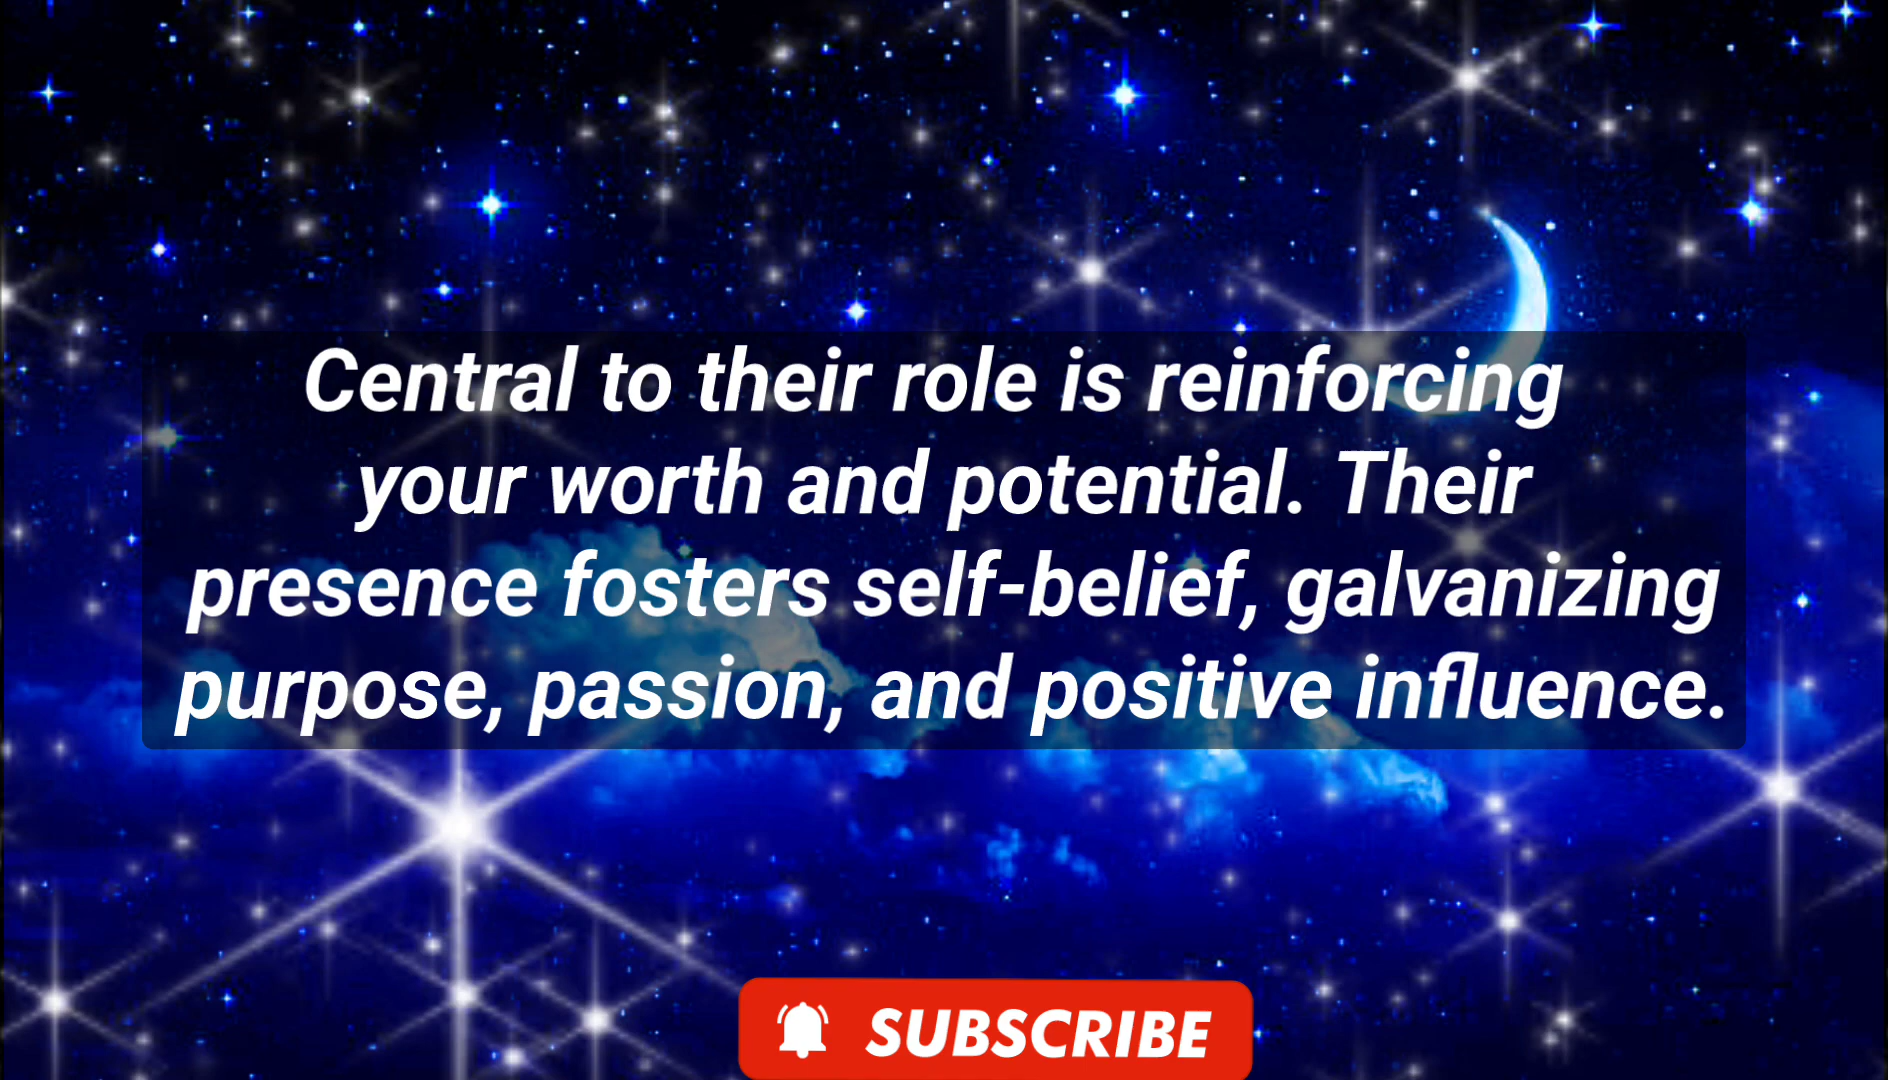 Central to their role is reinforcing
your worth and potential. Their
presence fosters self-belief, galvanizing
purpose, passion, and positive influence.
SUBSCRIBE